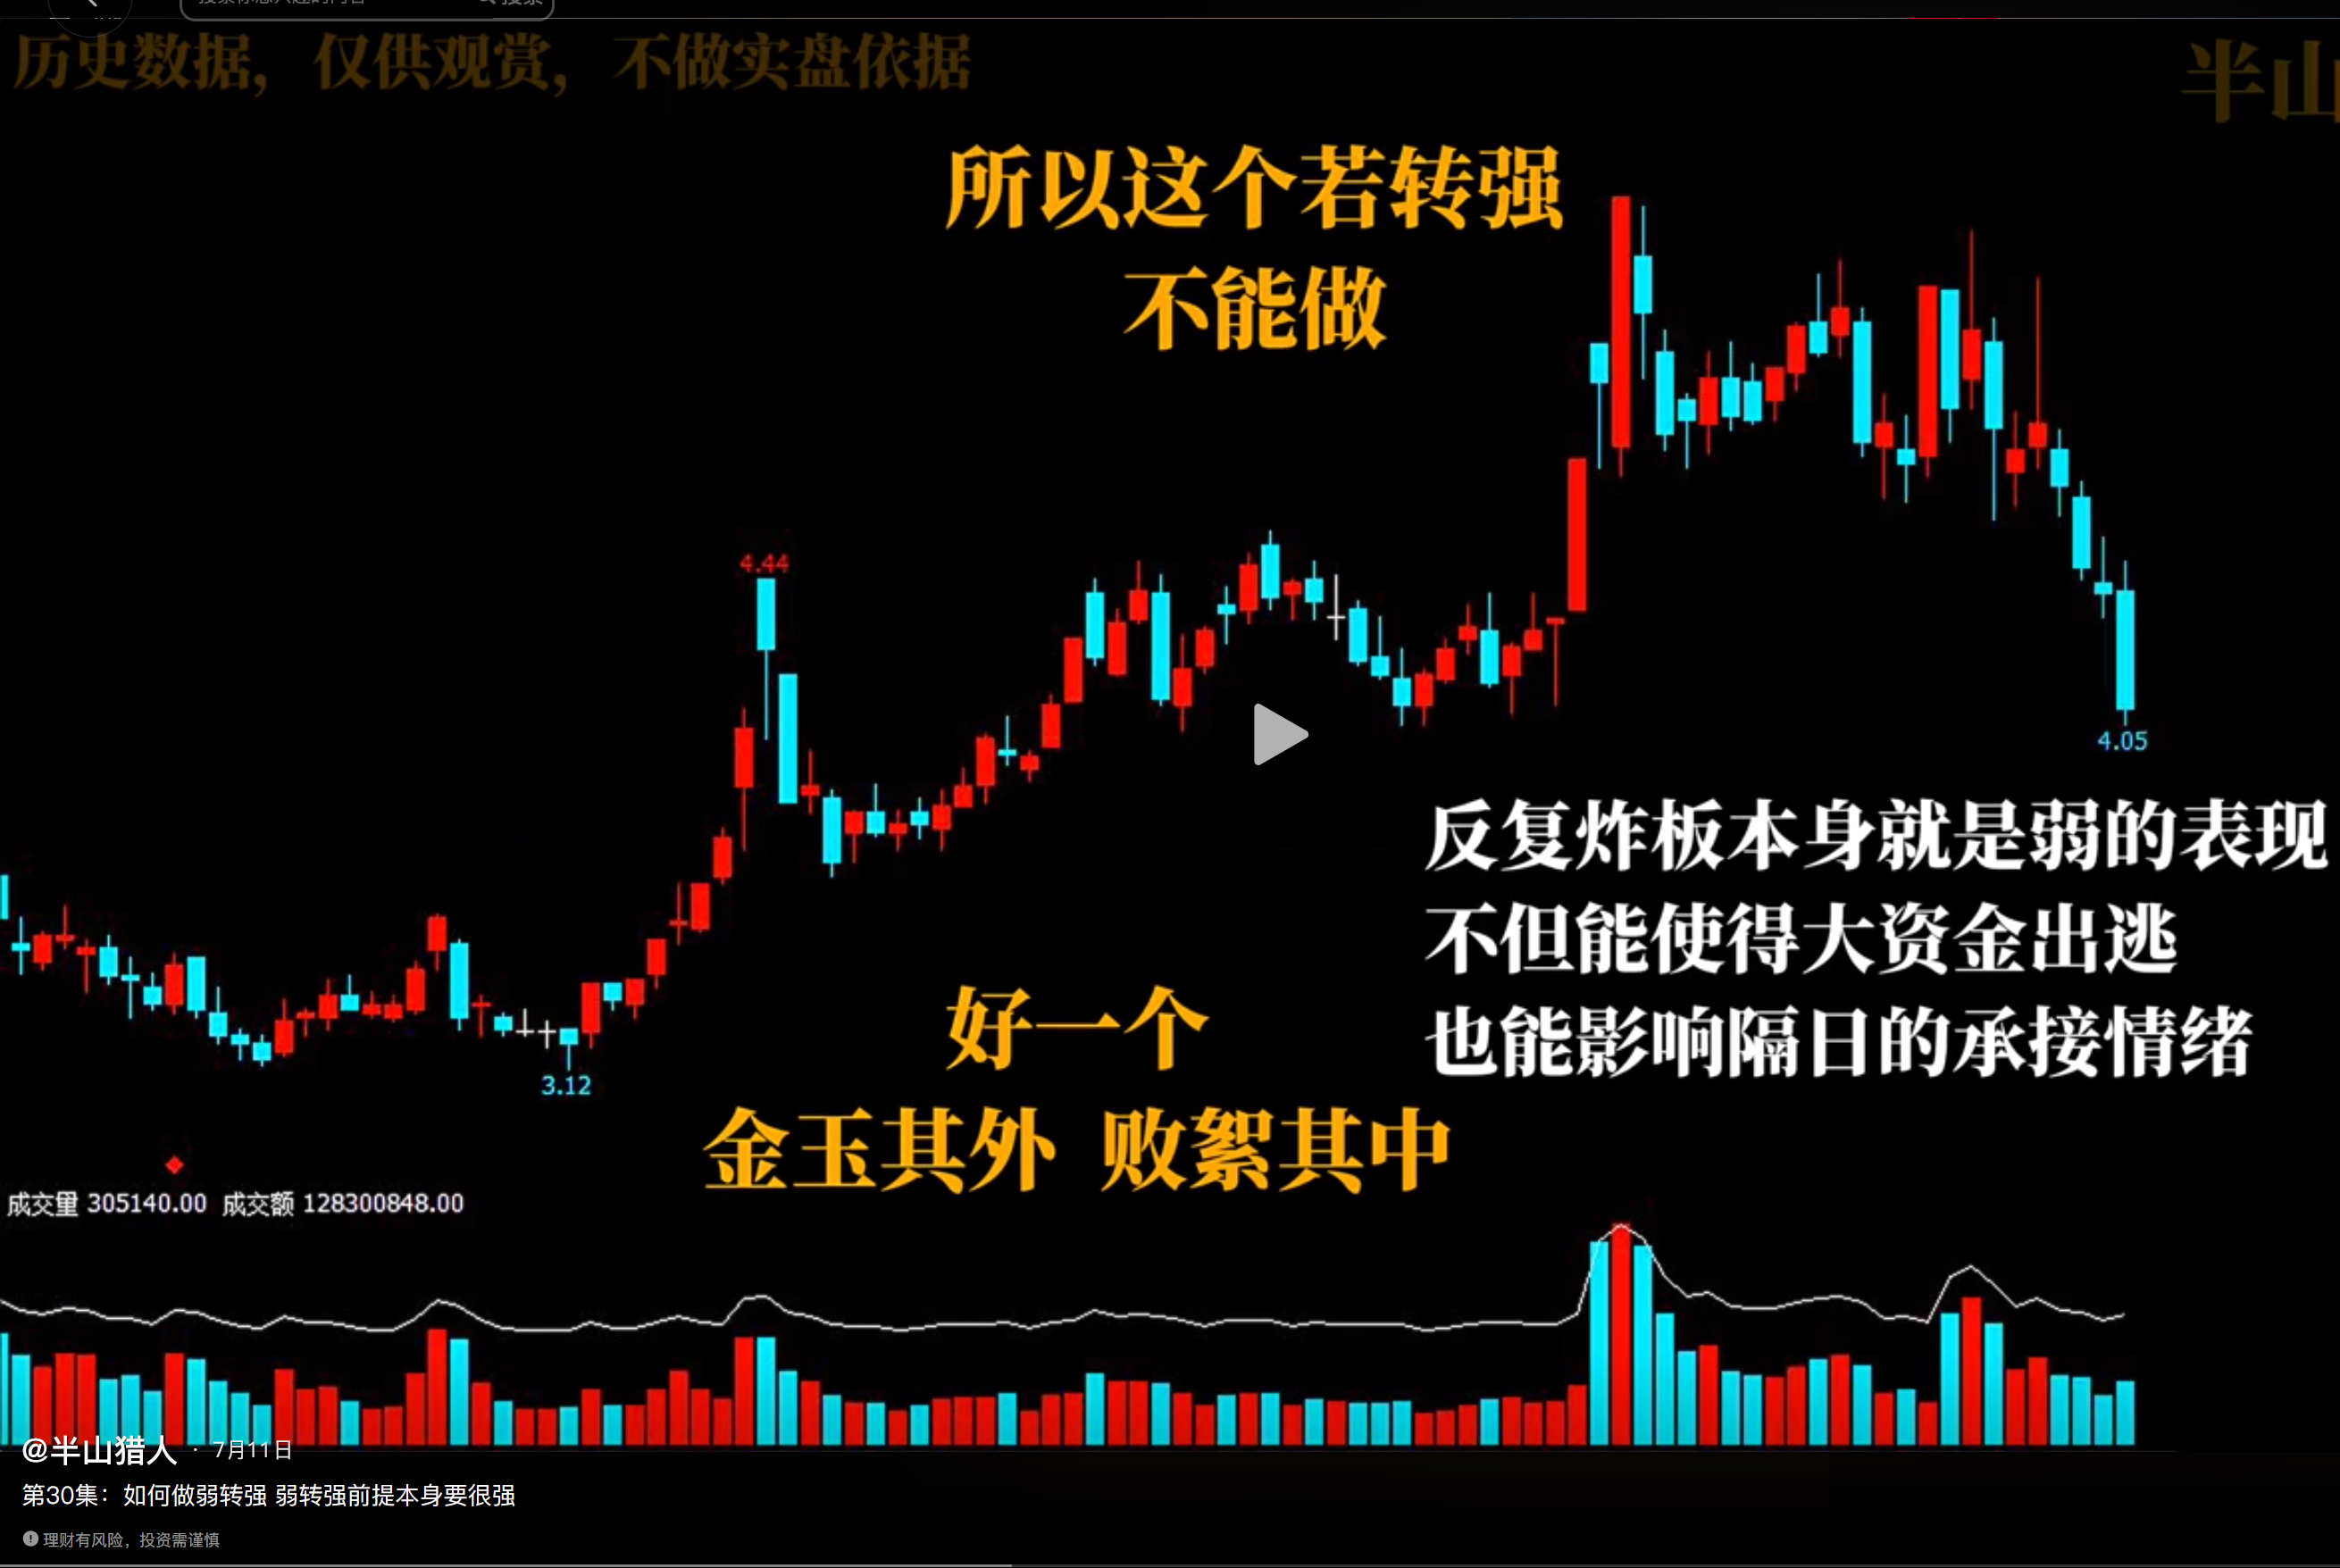 历史数据，仅供观赏，不做实盘依据
半山
所以这个若转强
不能做
4.44
4.05
反复炸板本身就是弱的表现
不但能使得大资金出逃
也能影响隔日的承接情绪
好一个
3.12
金玉其外 败絮其中
成交量 305140.00 成交额 128300848.00
@半山猎人 · 7月11日
第30集：如何做弱转强 弱转强前提本身要很强
理财有风险，投资需谨慎